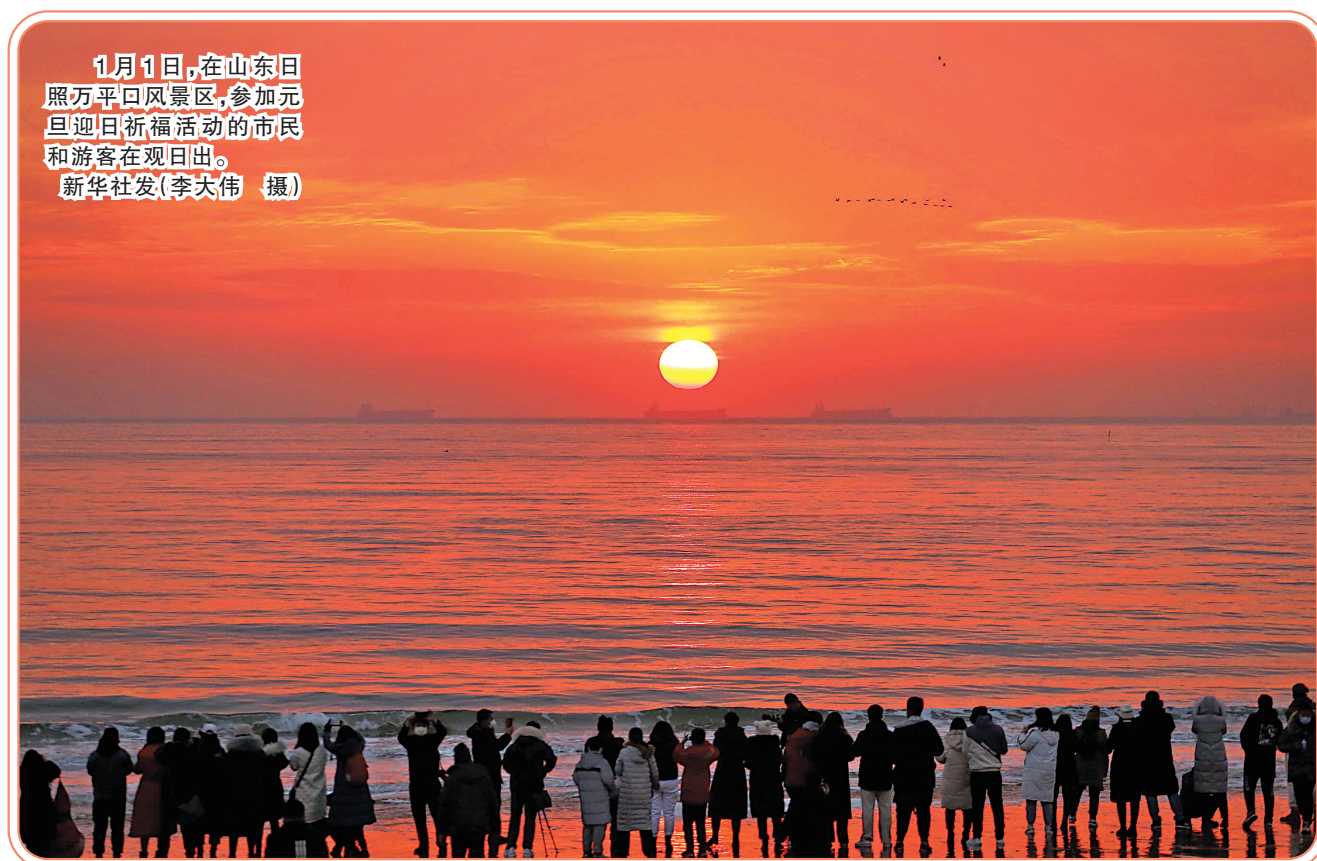 1月1日,在山东日
照万平口风景区,参加元
旦迎日祈福活动的市民
和游客在观日出。
新华社发(李大伟　摄)